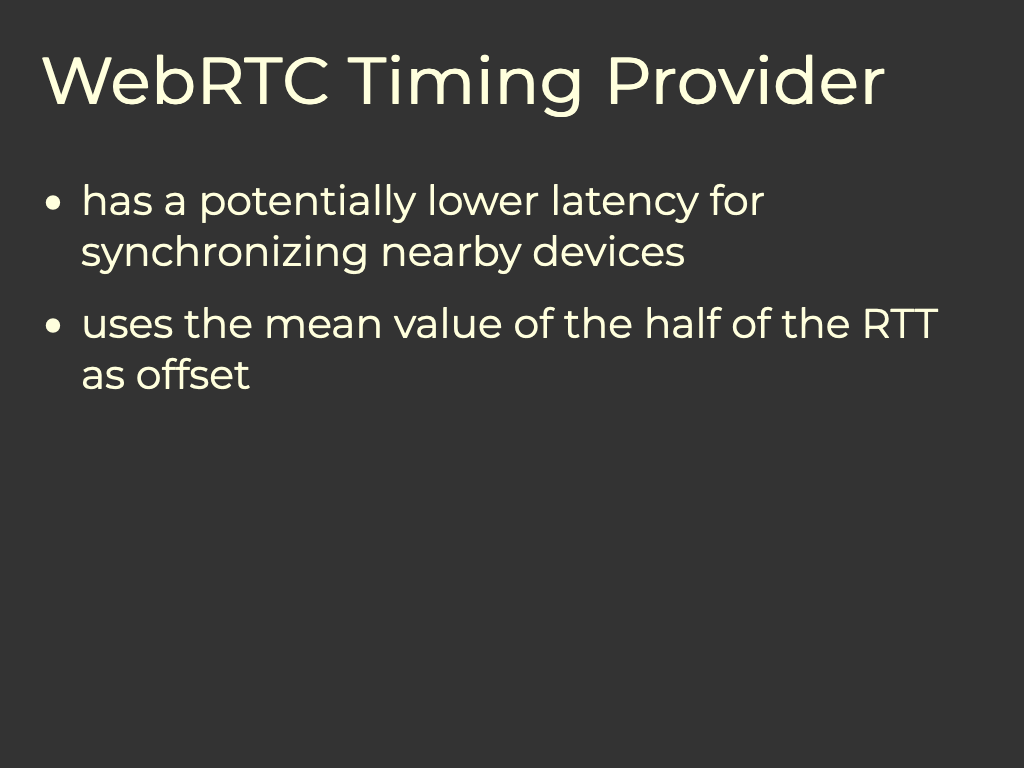 WebRTC Timing Provider
• has a potentially lower latency for
synchronizing nearby devices
• uses the mean value of the half of the RTT
as offset